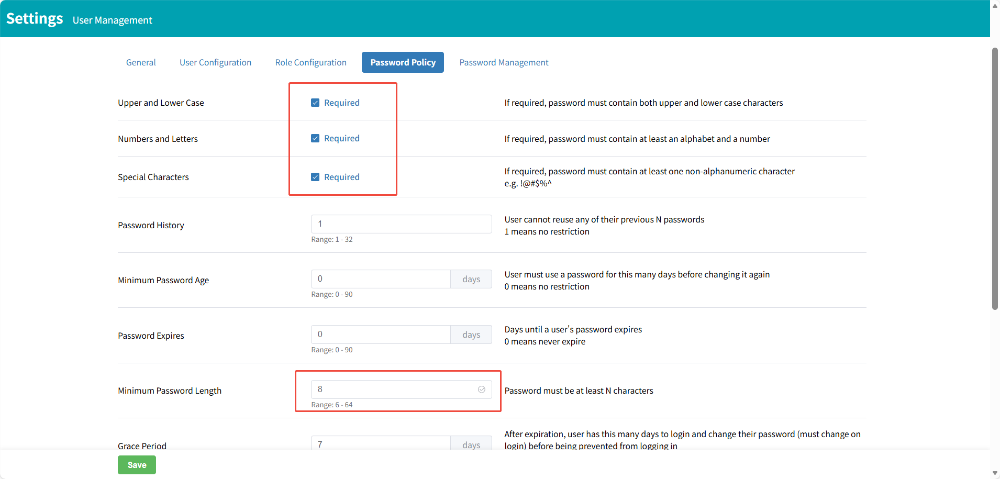 Settings User Management
General User Configuration Role Configuration Password Policy Password Management
Upper and Lower Case Required If required, password must contain both upper and lower case characters
Numbers and Letters Required If required, password must contain at least an alphabet and a number
Special Characters Required If required, password must contain at least one non-alphanumeric character
e.g. !@#$%^
Password History 1 User cannot reuse any of their previous N passwords
1 means no restriction
Range: 1 - 32
Minimum Password Age 0 days User must use a password for this many days before changing it again
0 means no restriction
Range: 0 - 90
Password Expires 0 days Days until a user's password expires
0 means never expire
Range: 0 - 90
Minimum Password Length 8 Password must be at least N characters
Range: 6 - 64
Grace Period 7 days After expiration, user has this many days to login and change their password (must change on
login) before being prevented from logging in
Save